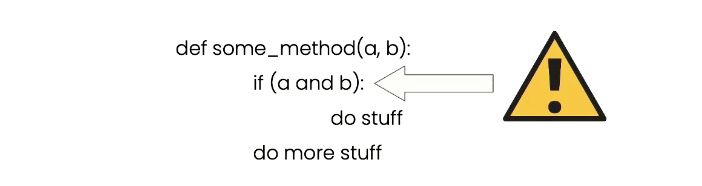 def some_method(a, b):
if (a and b):
do stuff
do more stuff